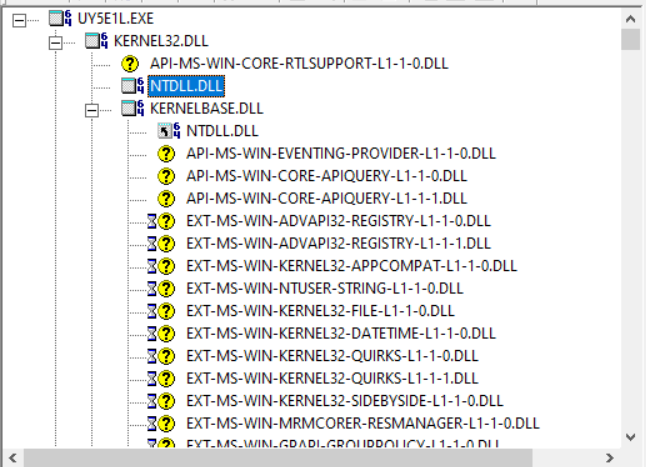 UY5E1L.EXE
KERNEL32.DLL
API-MS-WIN-CORE-RTLSUPPORT-L1-1-0.DLL
NTDLL.DLL
KERNELBASE.DLL
NTDLL.DLL
API-MS-WIN-EVENTING-PROVIDER-L1-1-0.DLL
API-MS-WIN-CORE-APIQUERY-L1-1-0.DLL
API-MS-WIN-CORE-APIQUERY-L1-1-1.DLL
EXT-MS-WIN-ADVAPI32-REGISTRY-L1-1-0.DLL
EXT-MS-WIN-ADVAPI32-REGISTRY-L1-1-1.DLL
EXT-MS-WIN-KERNEL32-APPCOMPAT-L1-1-0.DLL
EXT-MS-WIN-NTUSER-STRING-L1-1-0.DLL
EXT-MS-WIN-KERNEL32-FILE-L1-1-0.DLL
EXT-MS-WIN-KERNEL32-DATETIME-L1-1-0.DLL
EXT-MS-WIN-KERNEL32-QUIRKS-L1-1-0.DLL
EXT-MS-WIN-KERNEL32-QUIRKS-L1-1-1.DLL
EXT-MS-WIN-KERNEL32-SIDEBYSIDE-L1-1-0.DLL
EXT-MS-WIN-MRMCORER-RESMANAGER-L1-1-0.DLL
EXT-MS-WIN-GPAPI-GROUPPOLICY-L1-1-0.DLL